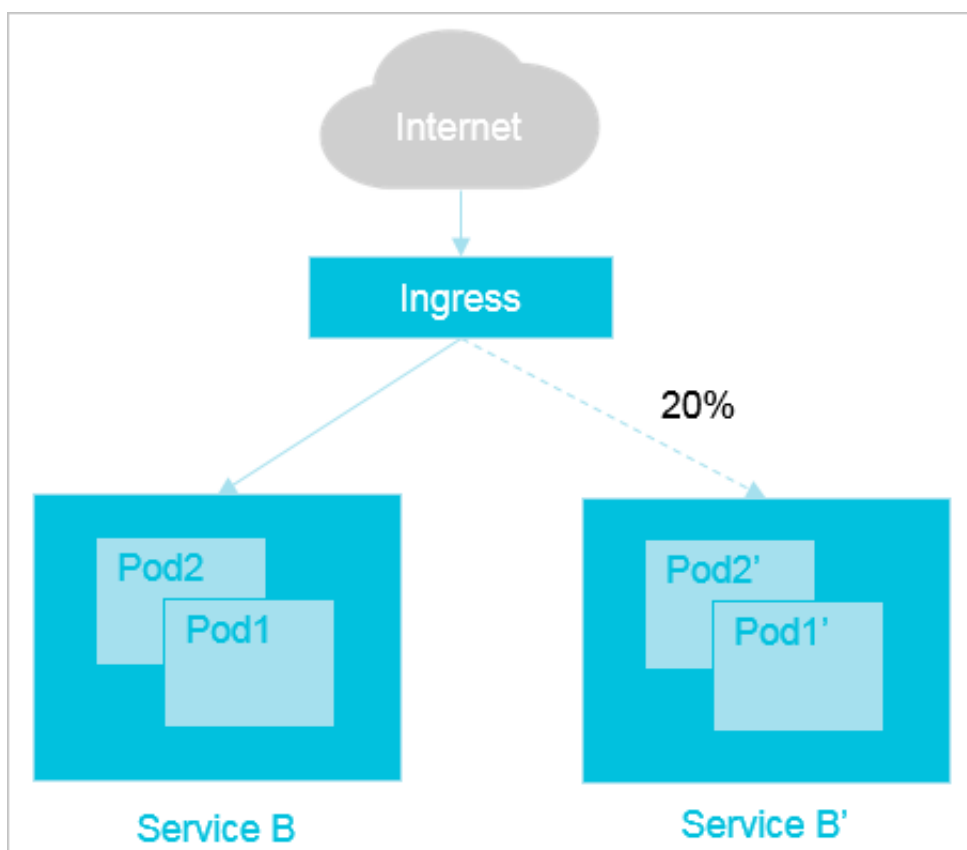 Internet
Ingress
20%
Pod2
Pod1
Pod2’
Pod1’
Service B
Service B’